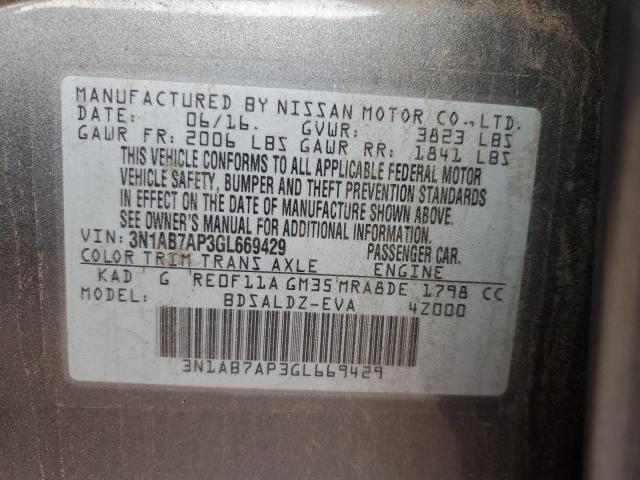 MANUFACTURED BY NISSAN MOTOR CO.,LTD.
DATE: 06/16. GVWR: 3823 LBS
GAWR FR: 2006 LBS GAWR RR: 1841 LBS
THIS VEHICLE CONFORMS TO ALL APPLICABLE FEDERAL MOTOR
VEHICLE SAFETY, BUMPER AND THEFT PREVENTION STANDARDS
IN EFFECT ON THE DATE OF MANUFACTURE SHOWN ABOVE.
SEE OWNER'S MANUAL FOR ADDITIONAL INFORMATION.
VIN: 3N1AB7AP3GL669429 PASSENGER CAR.
COLOR TRIM TRANS AXLE ENGINE
KAD G RE0F11A GM35 MRA8DE 1798 CC
MODEL: BDSALDZ-EVA 4Z000
3N1AB7AP3GL669429